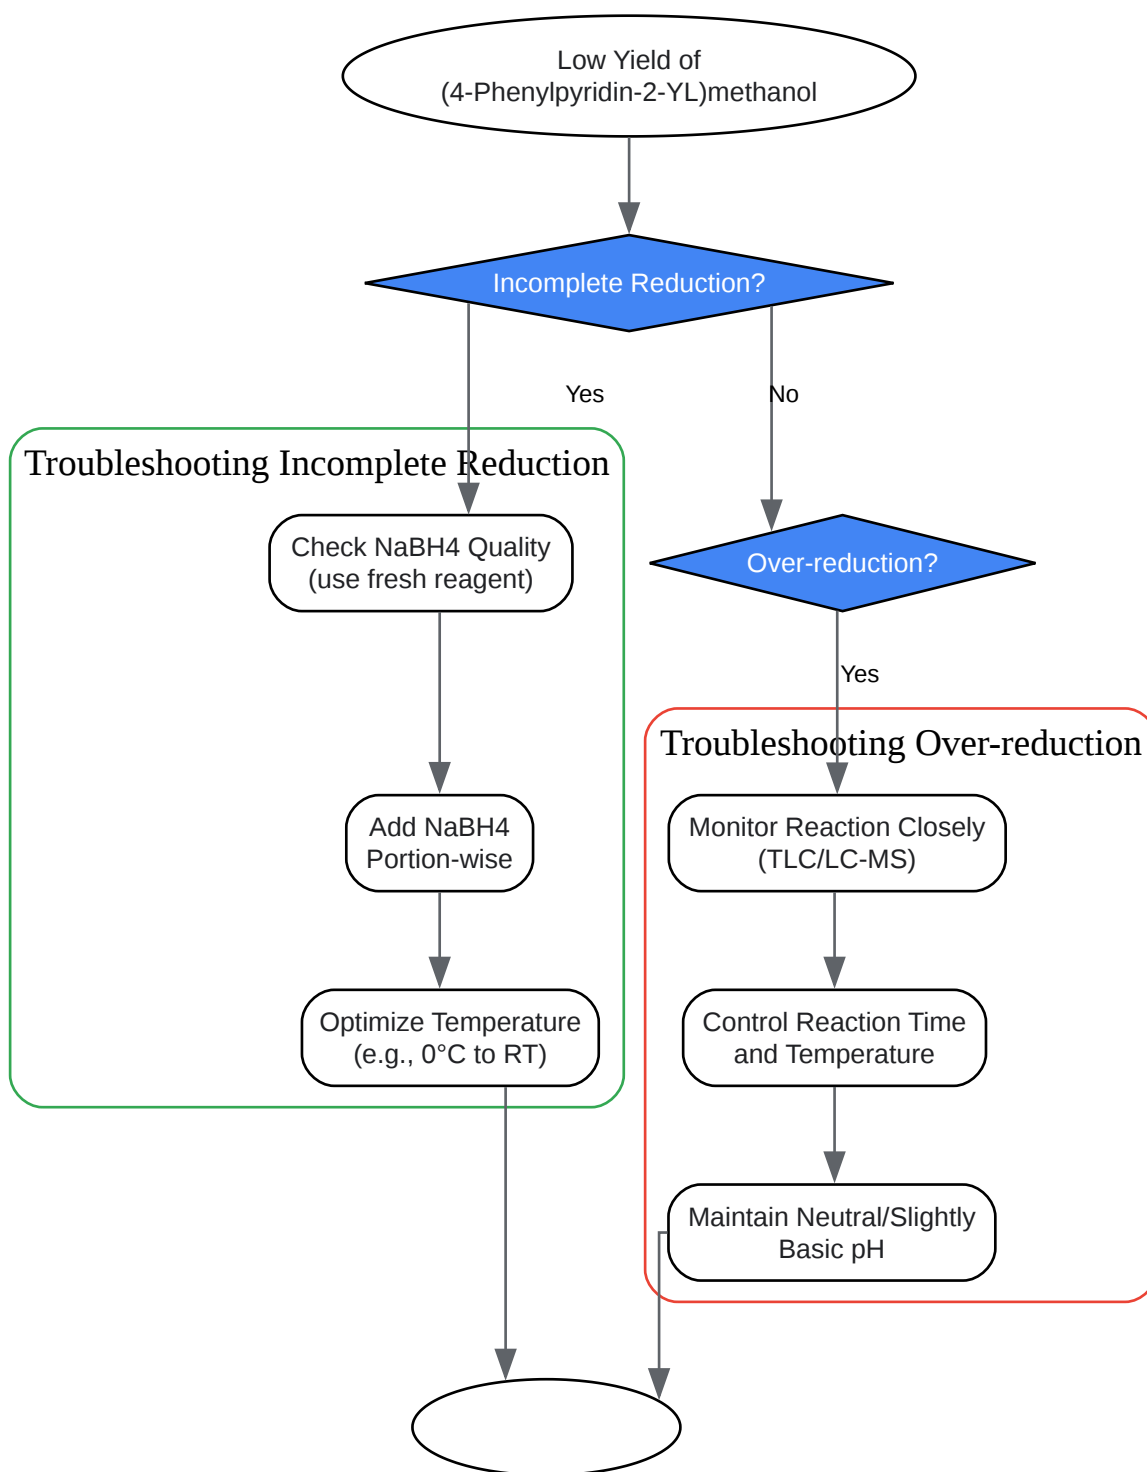 Low Yield of
(4-Phenylpyridin-2-YL)methanol
Incomplete Reduction?
Yes
No
Troubleshooting Incomplete Reduction
Check NaBH4 Quality
(use fresh reagent)
Over-reduction?
Yes
Troubleshooting Over-reduction
Add NaBH4
Portion-wise
Monitor Reaction Closely
(TLC/LC-MS)
Optimize Temperature
(e.g., 0°C to RT)
Control Reaction Time
and Temperature
Maintain Neutral/Slightly
Basic pH